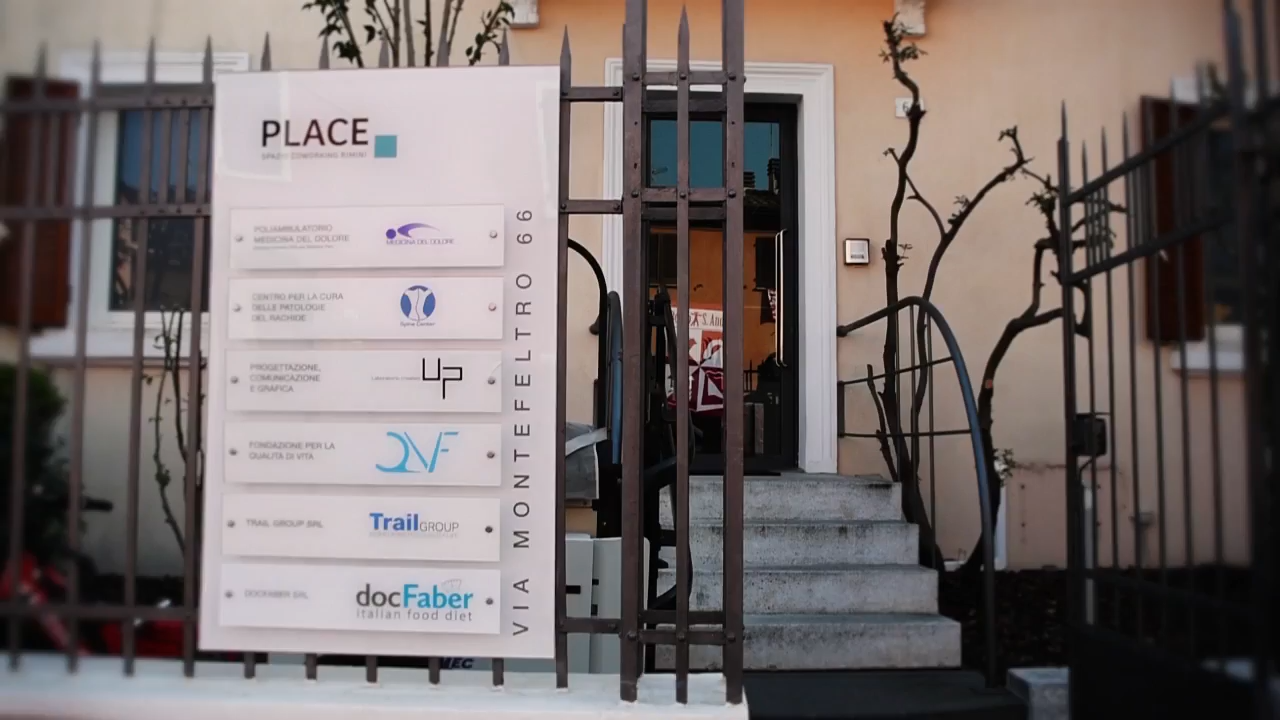 PLACE
SPAZIO COWORKING RIMINI
POLIAMBULATORIO
MEDICINA DEL DOLORE
MEDICINA DEL DOLORE
CENTRO PER LA CURA
DELLE PATOLOGIE
DEL RACHIDE
Spine Center
PROGETTAZIONE,
COMUNICAZIONE
E GRAFICA
UP
FONDAZIONE PER LA
QUALITÀ DI VITA
QVF
TRAIL GROUP SRL
TrailGROUP
DOCFABER SRL
docFaber
italian food diet
VIA MONTEFELTRO 66